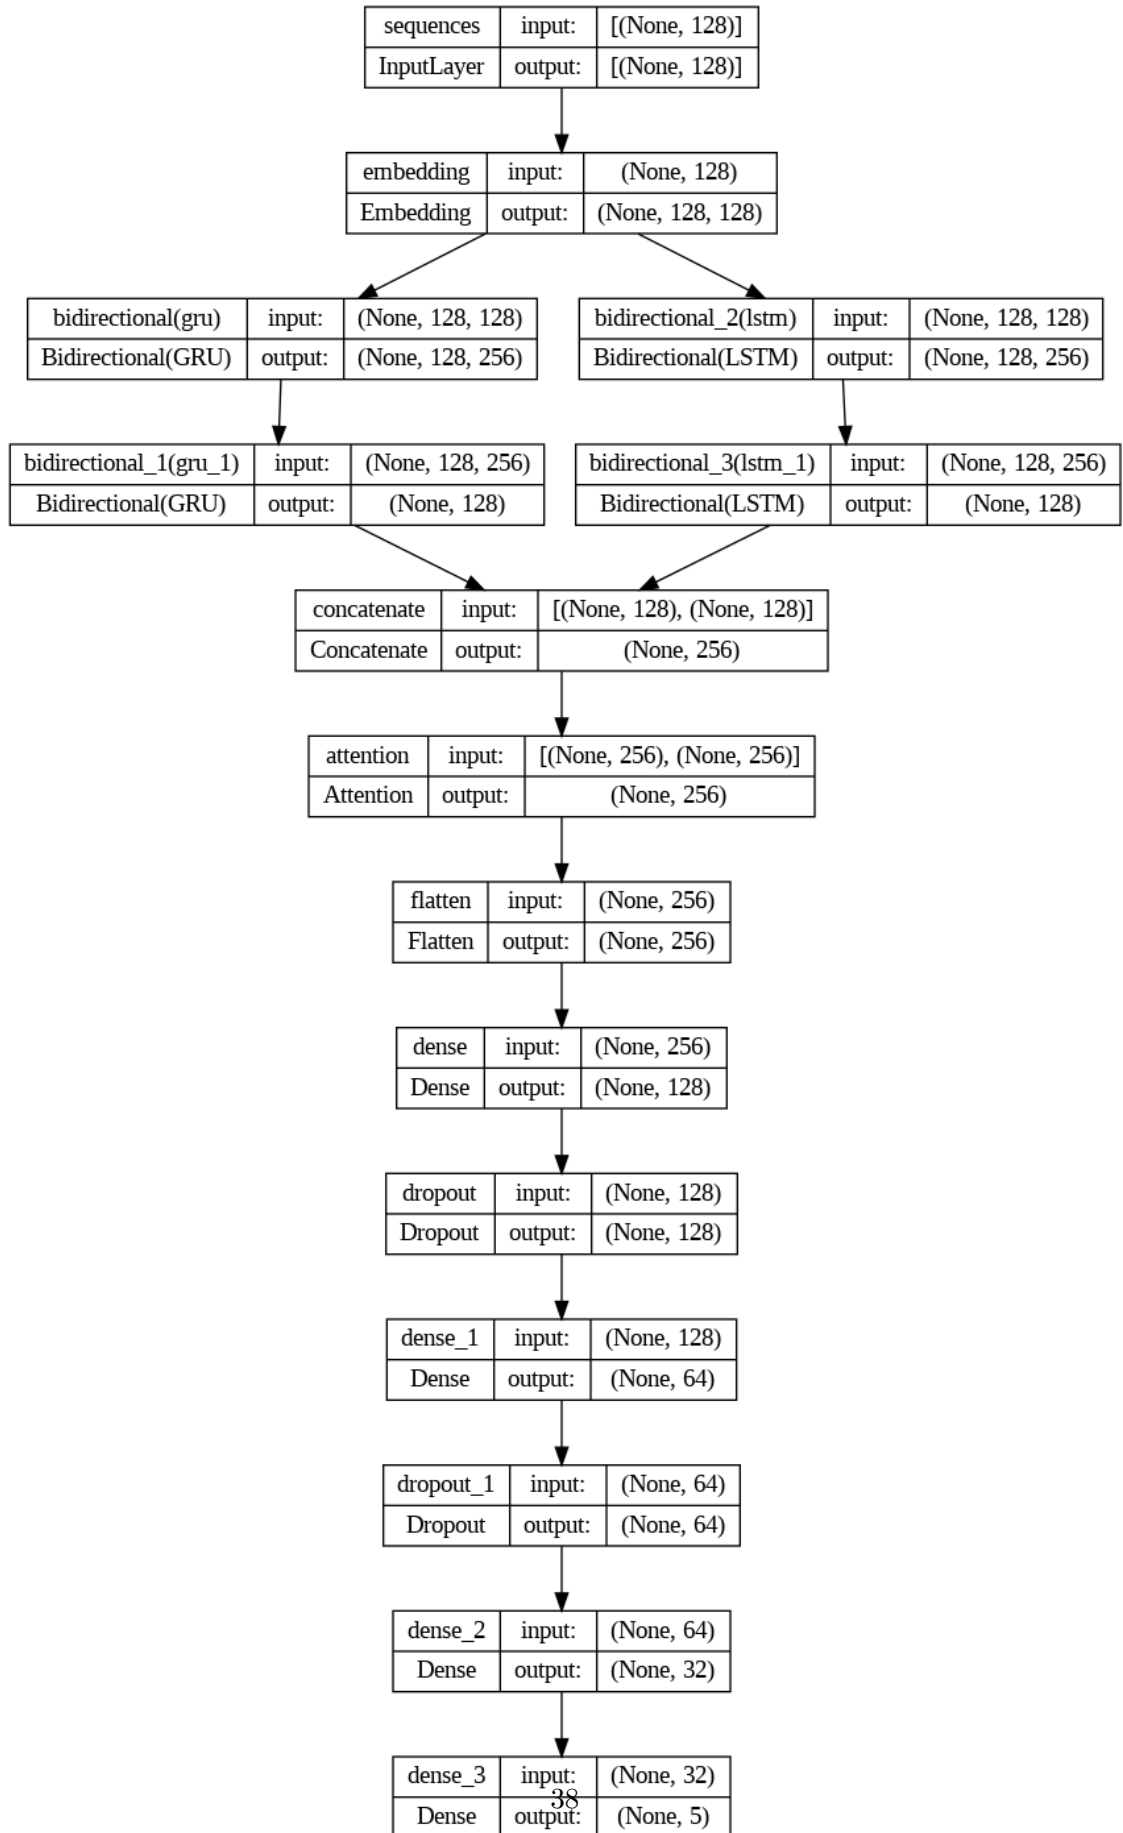 sequences input: [(None, 128)]
InputLayer output: [(None, 128)]
embedding input: (None, 128)
Embedding output: (None, 128, 128)
bidirectional(gru) input: (None, 128, 128)
Bidirectional(GRU) output: (None, 128, 256)
bidirectional_2(lstm) input: (None, 128, 128)
Bidirectional(LSTM) output: (None, 128, 256)
bidirectional_1(gru_1) input: (None, 128, 256)
Bidirectional(GRU) output: (None, 128)
bidirectional_3(lstm_1) input: (None, 128, 256)
Bidirectional(LSTM) output: (None, 128)
concatenate input: [(None, 128), (None, 128)]
Concatenate output: (None, 256)
attention input: [(None, 256), (None, 256)]
Attention output: (None, 256)
flatten input: (None, 256)
Flatten output: (None, 256)
dense input: (None, 256)
Dense output: (None, 128)
dropout input: (None, 128)
Dropout output: (None, 128)
dense_1 input: (None, 128)
Dense output: (None, 64)
dropout_1 input: (None, 64)
Dropout output: (None, 64)
dense_2 input: (None, 64)
Dense output: (None, 32)
dense_3 input: (None, 32)
38
Dense output: (None, 5)